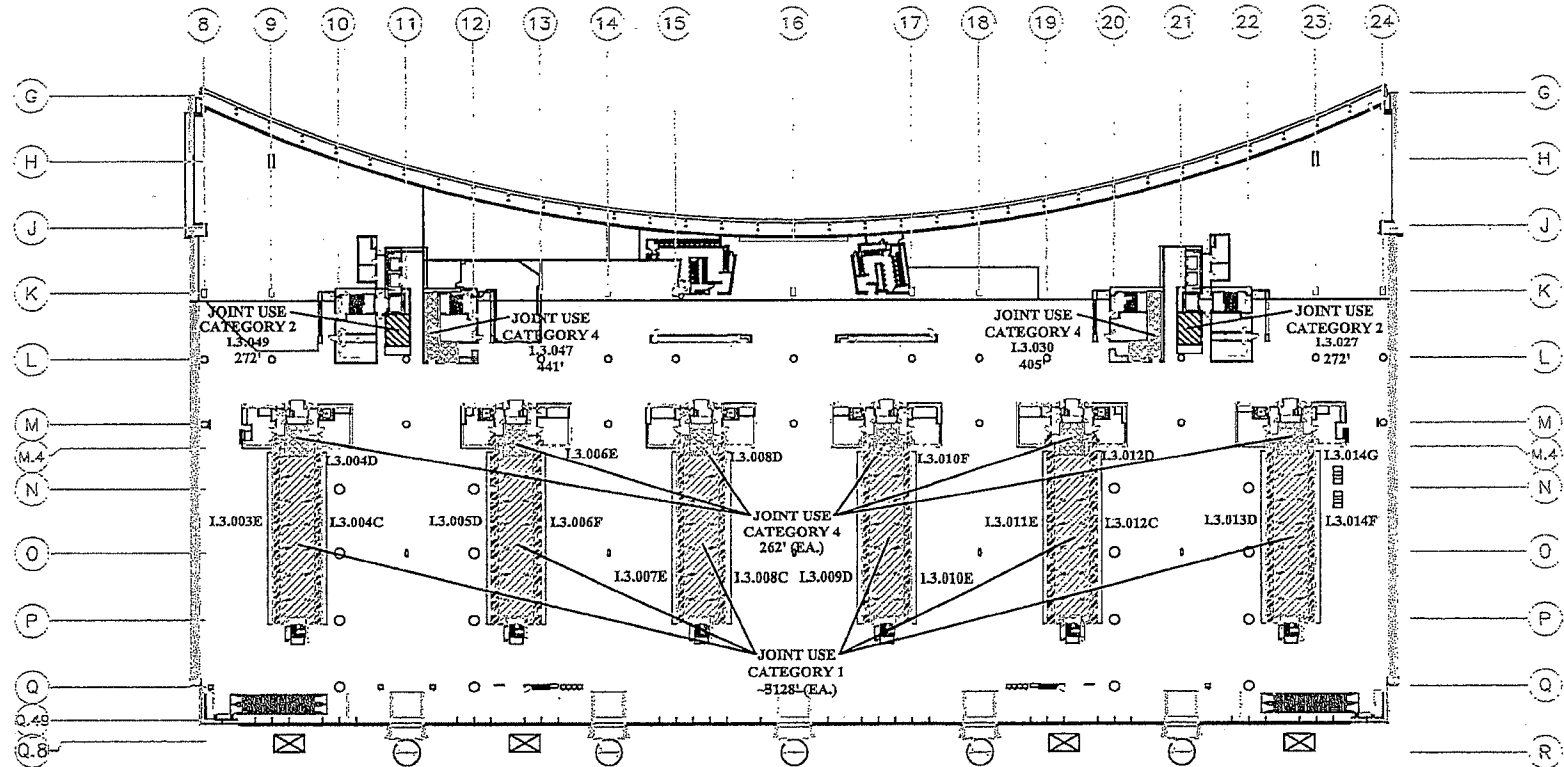 8 9 10 11 12 13 14 15 16 17 18 19 20 21 22 23 24
G G
H H
J J
K K
JOINT USE
CATEGORY 2
L3.049
272'
JOINT USE
CATEGORY 4
L3.047
441'
JOINT USE
CATEGORY 4
L3.030
405'
JOINT USE
CATEGORY 2
L3.027
272'
L L
M M
M.4 M.4
L3.004D L3.006E L3.008D L3.010F L3.012D L3.014G
N N
L3.003E L3.004C L3.005D L3.006F L3.011E L3.012C L3.013D L3.014F
JOINT USE
CATEGORY 4
262' (EA.)
O O
L3.007E L3.008C L3.009D L3.010E
P P
JOINT USE
CATEGORY 1
~3128' (EA.)
Q Q
Q.49
Q.8 R